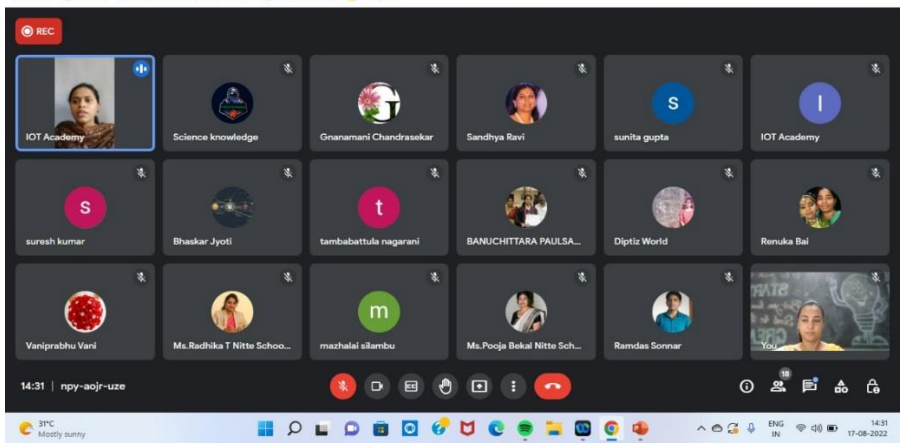 REC
IOT Academy
Science knowledge
G
Gnanamani Chandrasekar
Sandhya Ravi
s
sunita gupta
I
IOT Academy
s
suresh kumar
Bhaskar Jyoti
t
tambabattula nagarani
BANUCHITTARA PAULSA...
Diptiz World
Renuka Bai
Vaniprabhu Vani
Ms.Radhika T Nitte Schoo...
m
mazhalai silambu
Ms.Pooja Bekal Nitte Sch...
Ramdas Sonnar
START
You
14:31 | npy-aojr-uze
18
31°C
Mostly sunny
ENG
IN
14:31
17-08-2022